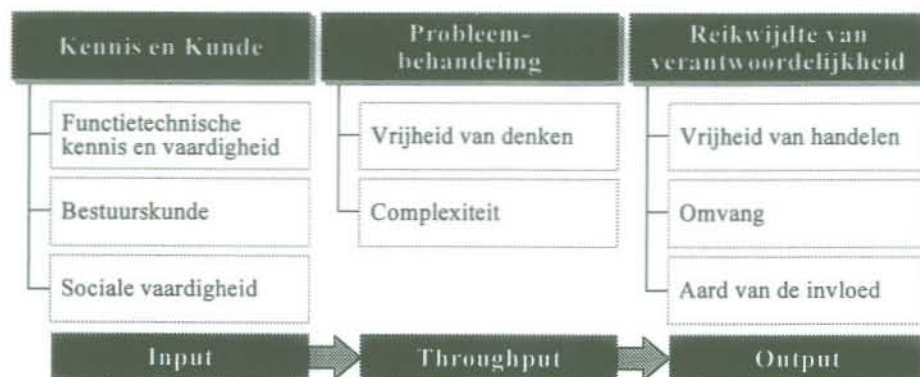 Kennis en Kunde
Functietechnische
kennis en vaardigheid
Bestuurskunde
Sociale vaardigheid
Input
Probleem-
behandeling
Vrijheid van denken
Complexiteit
Throughput
Reikwijdte van
verantwoordelijkheid
Vrijheid van handelen
Omvang
Aard van de invloed
Output